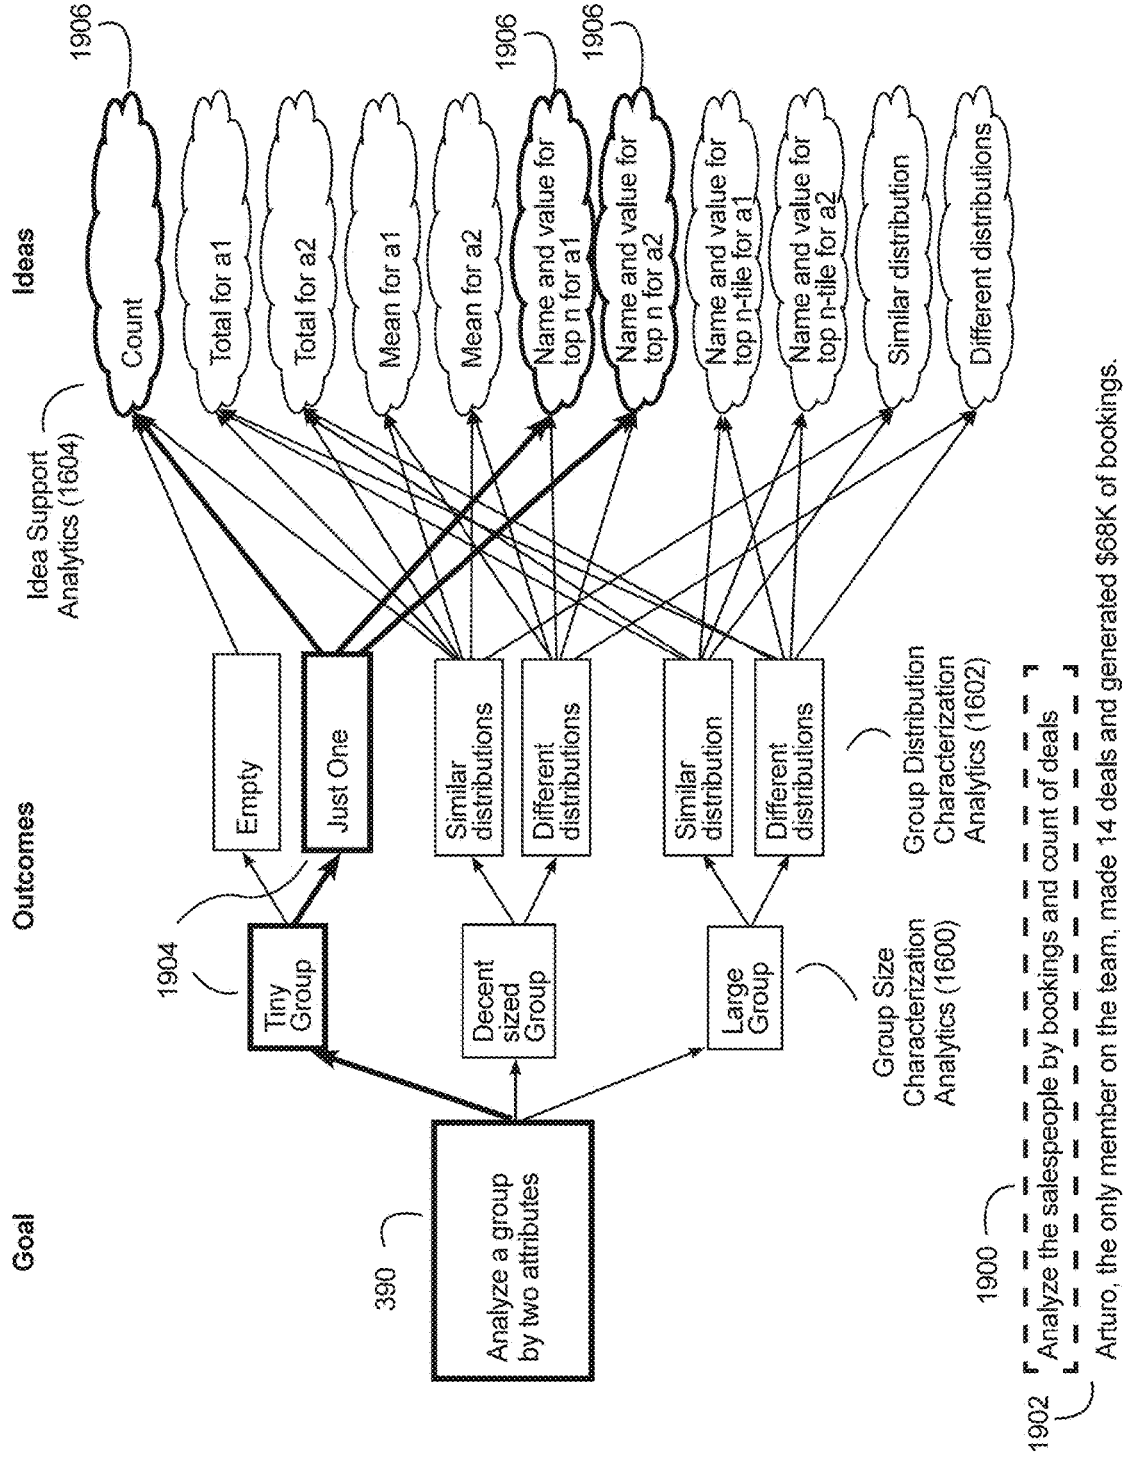 Goal
Outcomes
Ideas
390
Analyze a group
by two attributes
1904
Tiny
Group
Decent
sized
Group
Large
Group
Group Size
Characterization
Analytics (1600)
Empty
Just One
Similar
distributions
Different
distributions
Similar
distribution
Different
distributions
Group Distribution
Characterization
Analytics (1602)
Idea Support
Analytics (1604)
Count
1906
Total for a1
Total for a2
Mean for a1
Mean for a2
Name and value for
top n for a1
1906
Name and value for
top n for a2
1906
Name and value for
top n-tile for a1
Name and value for
top n-tile for a2
Similar distribution
Different distributions
1900
Analyze the salespeople by bookings and count of deals
1902
Arturo, the only member on the team, made 14 deals and generated $68K of bookings.